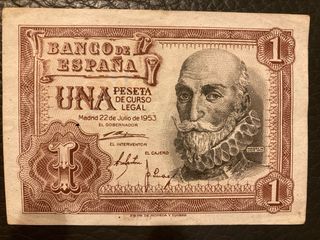 BANCO DE
ESPAÑA
1
UNA
PESETA
DE CURSO
LEGAL
Madrid 22 de Julio de 1953
EL GOBERNADOR
EL INTERVENTOR
EL CAJERO
1
1